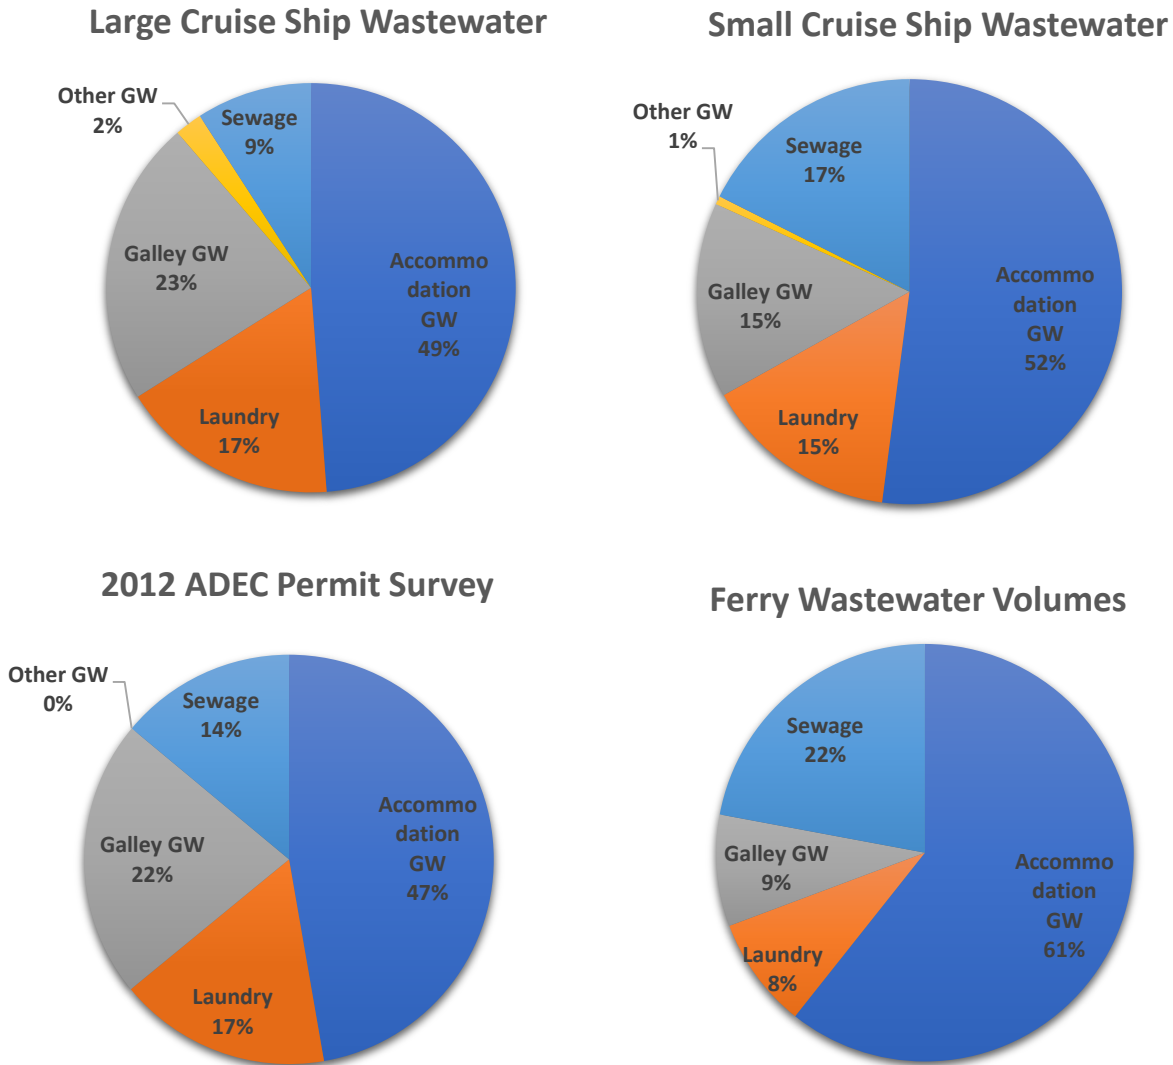 Large Cruise Ship Wastewater
Other GW
2%
Sewage
9%
Galley GW
23%
Accommo
dation
GW
49%
Laundry
17%
Small Cruise Ship Wastewater
Other GW
1%
Sewage
17%
Galley GW
15%
Accommo
dation
GW
52%
Laundry
15%
2012 ADEC Permit Survey
Other GW
0%
Sewage
14%
Galley GW
22%
Accommo
dation
GW
47%
Laundry
17%
Ferry Wastewater Volumes
Sewage
22%
Galley GW
9%
Accommo
dation
GW
61%
Laundry
8%